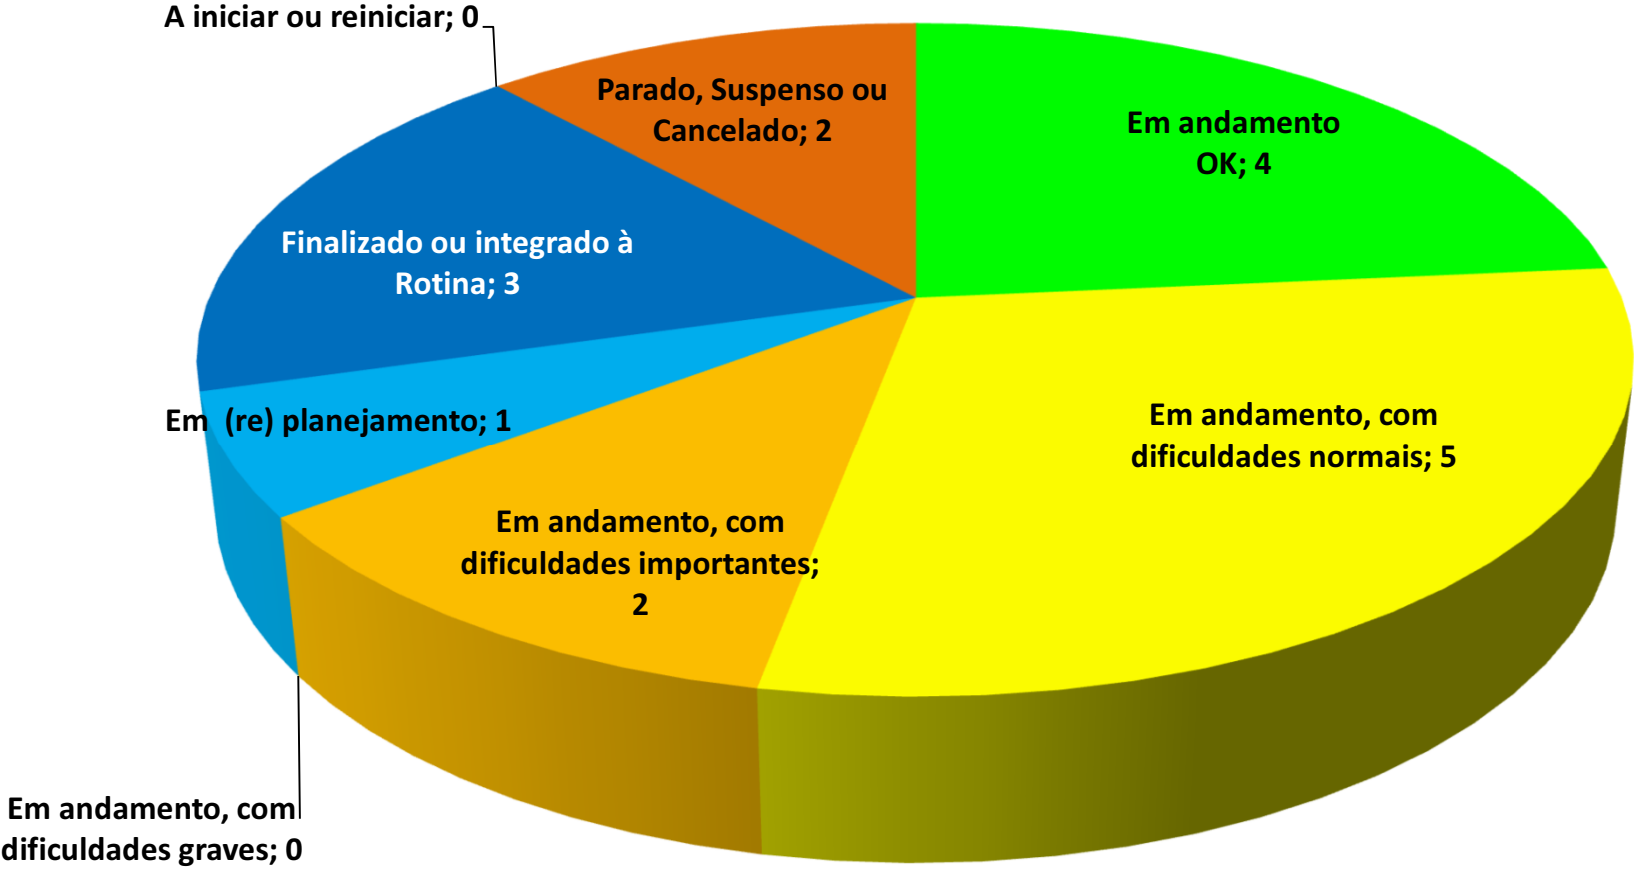 A iniciar ou reiniciar; 0
Parado, Suspenso ou
Cancelado; 2
Em andamento
OK; 4
Finalizado ou integrado à
Rotina; 3
Em (re) planejamento; 1
Em andamento, com
dificuldades normais; 5
Em andamento, com
dificuldades importantes;
2
Em andamento, com
dificuldades graves; 0